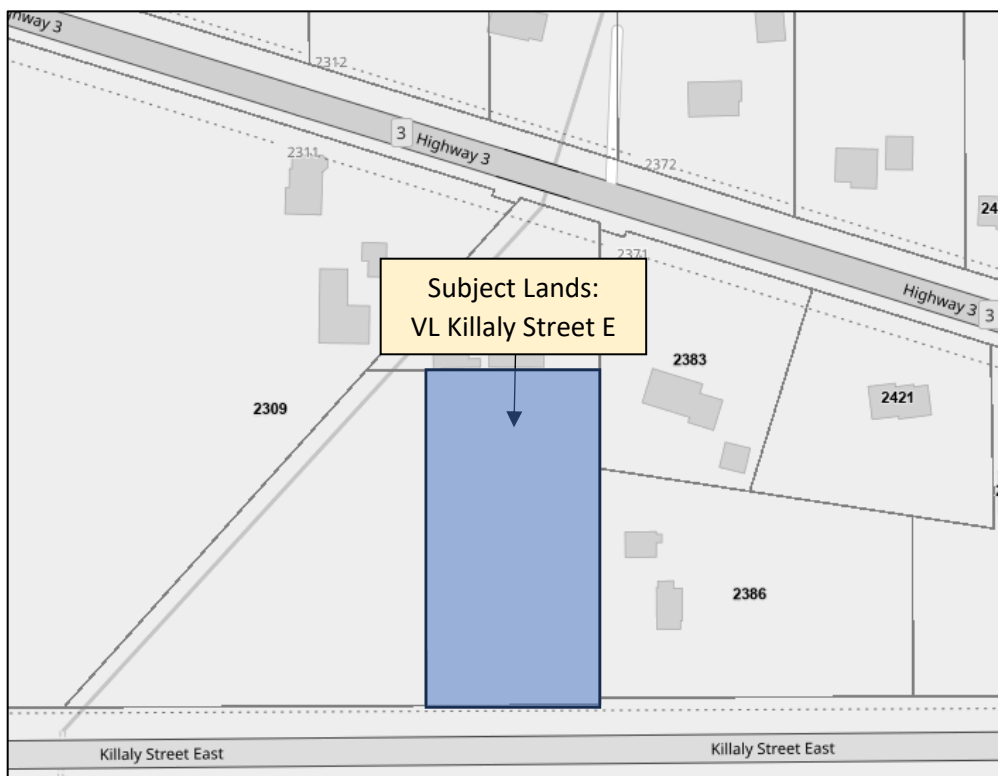 Highway 3
2312
3
Highway 3
2311
2372
24
2371
Highway 3
3
Subject Lands:
VL Killaly Street E
2383
2421
2309
2386
Killaly Street East
Killaly Street East